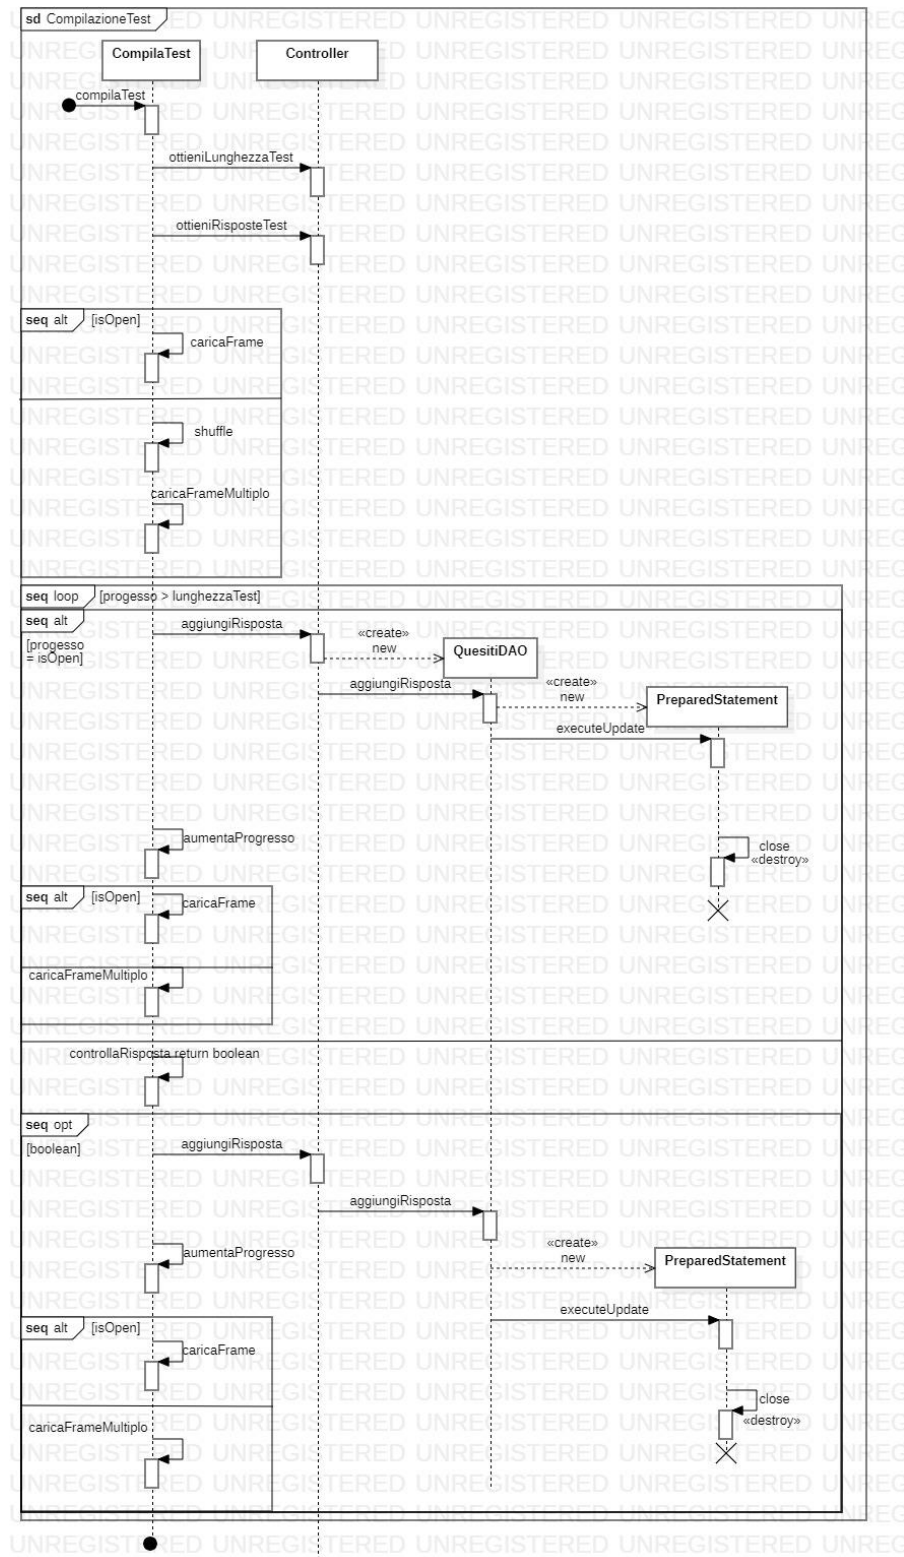 sd CompilazioneTest
CompilaTest
Controller
compilaTest
ottieniLunghezzaTest
ottieniRisposteTest
seq alt [isOpen]
caricaFrame
shuffle
caricaFrameMultiplo
seq loop [progesso > lunghezzaTest]
seq alt
[progesso
= isOpen]
aggiungiRisposta
«create»
new
QuesitiDAO
aggiungiRisposta
«create»
new
PreparedStatement
executeUpdate
aumentaProgresso
close
«destroy»
seq alt [isOpen]
caricaFrame
caricaFrameMultiplo
controllaRisposta return boolean
seq opt
[boolean]
aggiungiRisposta
aggiungiRisposta
«create»
new
PreparedStatement
aumentaProgresso
executeUpdate
seq alt [isOpen]
caricaFrame
close
«destroy»
caricaFrameMultiplo
UNREGISTERED